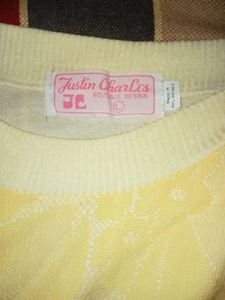 Justin Charles
BOUTIQUE DESIGN
JC
L